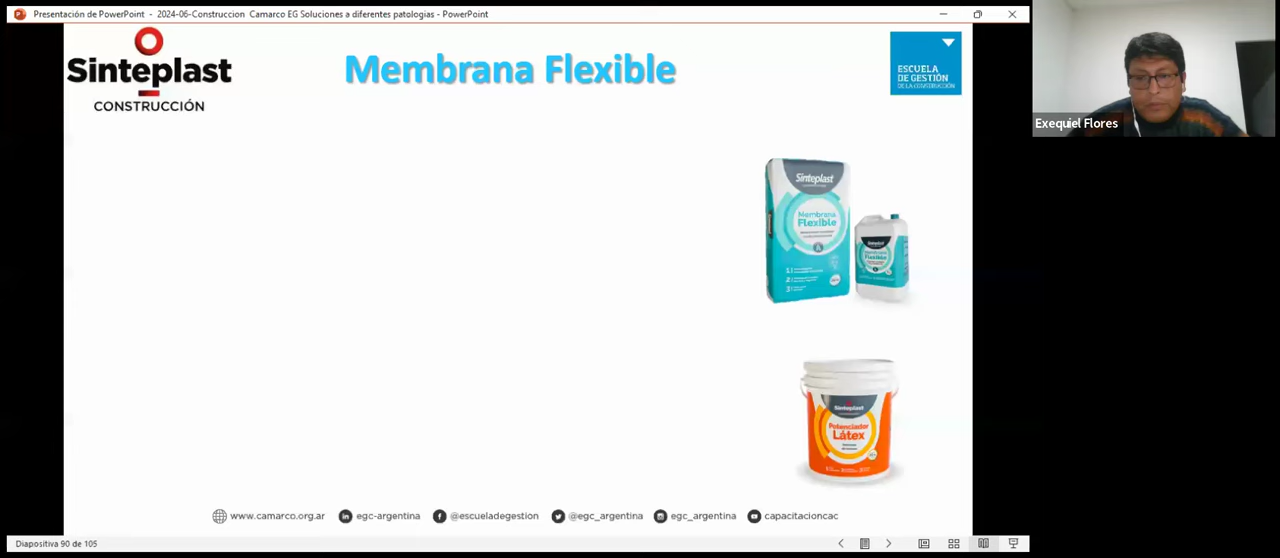 Presentación de PowerPoint - 2024-06-Construccion Camarco EG Soluciones a diferentes patologias - PowerPoint
Sinteplast
CONSTRUCCIÓN
Membrana Flexible
ESCUELA
DE GESTIÓN
DE LA CONSTRUCCIÓN
Exequiel Flores
Sinteplast
Membrana
Flexible
Sinteplast
Flexible
Sinteplast
Potenciador
Látex
www.camarco.org.ar
egc-argentina
@escueladegestion
@egc_argentina
egc_argentina
capacitacioncac
Diapositiva 90 de 105